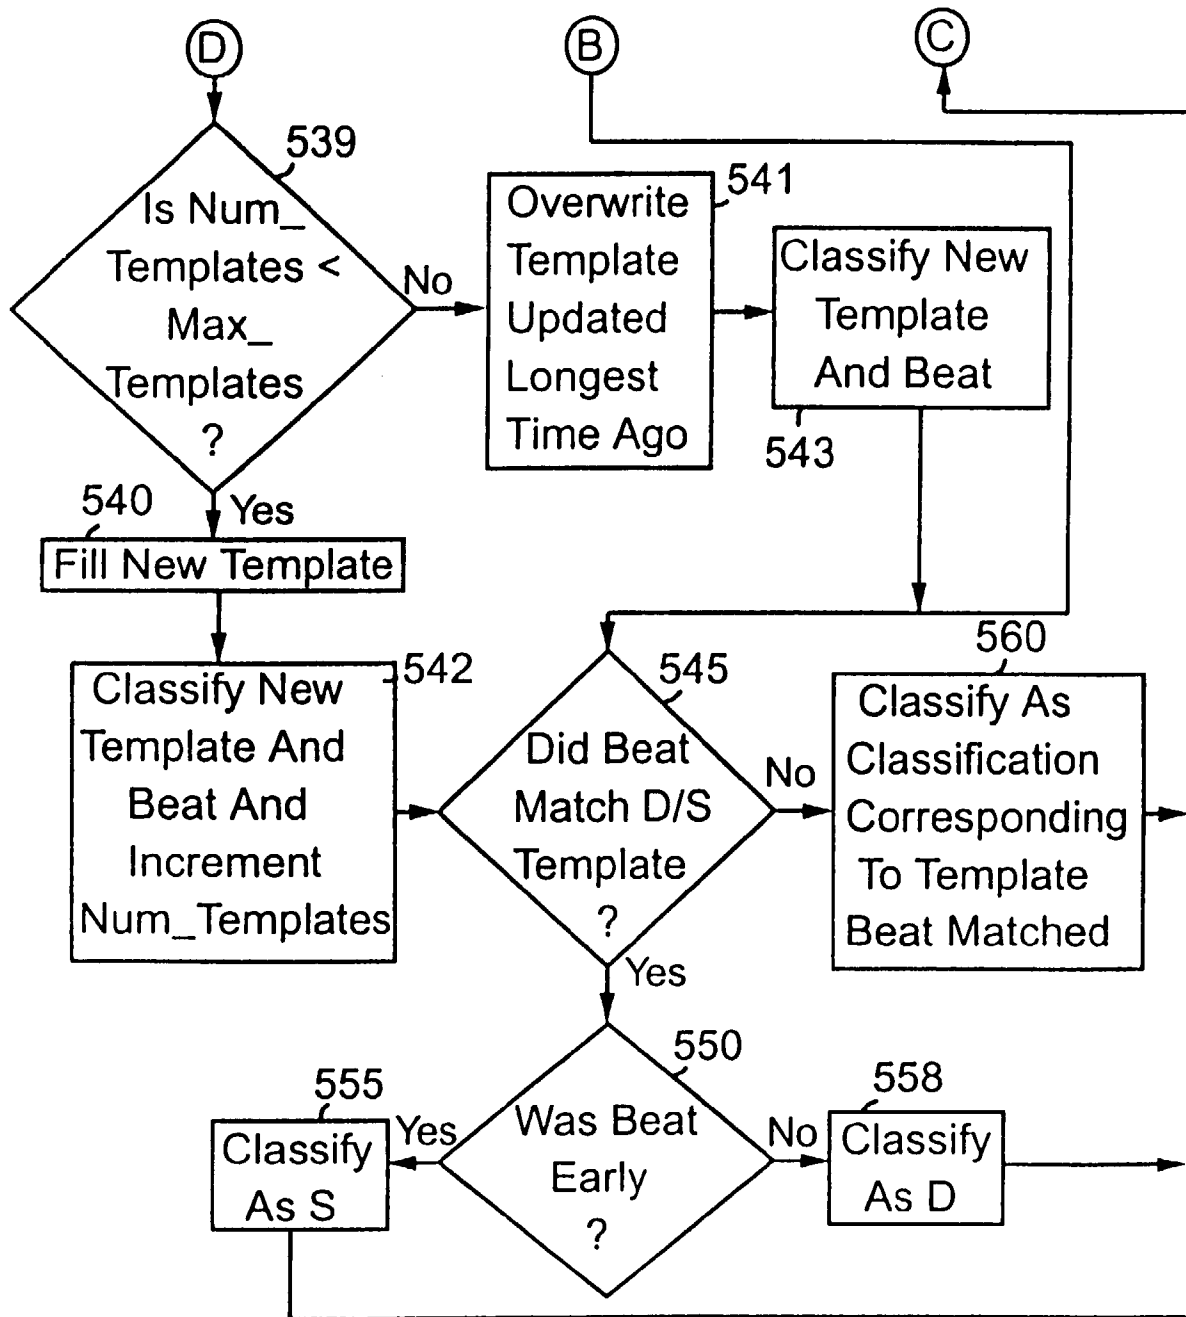 D
B
C
539
Is Num_
Templates <
Max_
Templates
?
No
Yes
541
Overwrite
Template
Updated
Longest
Time Ago
Classify New
Template
And Beat
543
540
Fill New Template
542
Classify New
Template And
Beat And
Increment
Num_Templates
545
Did Beat
Match D/S
Template
?
No
Yes
560
Classify As
Classification
Corresponding
To Template
Beat Matched
550
Was Beat
Early
?
Yes
No
555
Classify
As S
558
Classify
As D